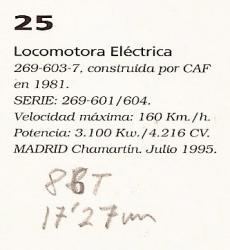 25
Locomotora Eléctrica
269-603-7, construida por CAF
en 1981.
SERIE: 269-601/604.
Velocidad máxima: 160 Km./h.
Potencia: 3.100 Kw./4.216 CV.
MADRID Chamartín. Julio 1995.
88T
17'27m